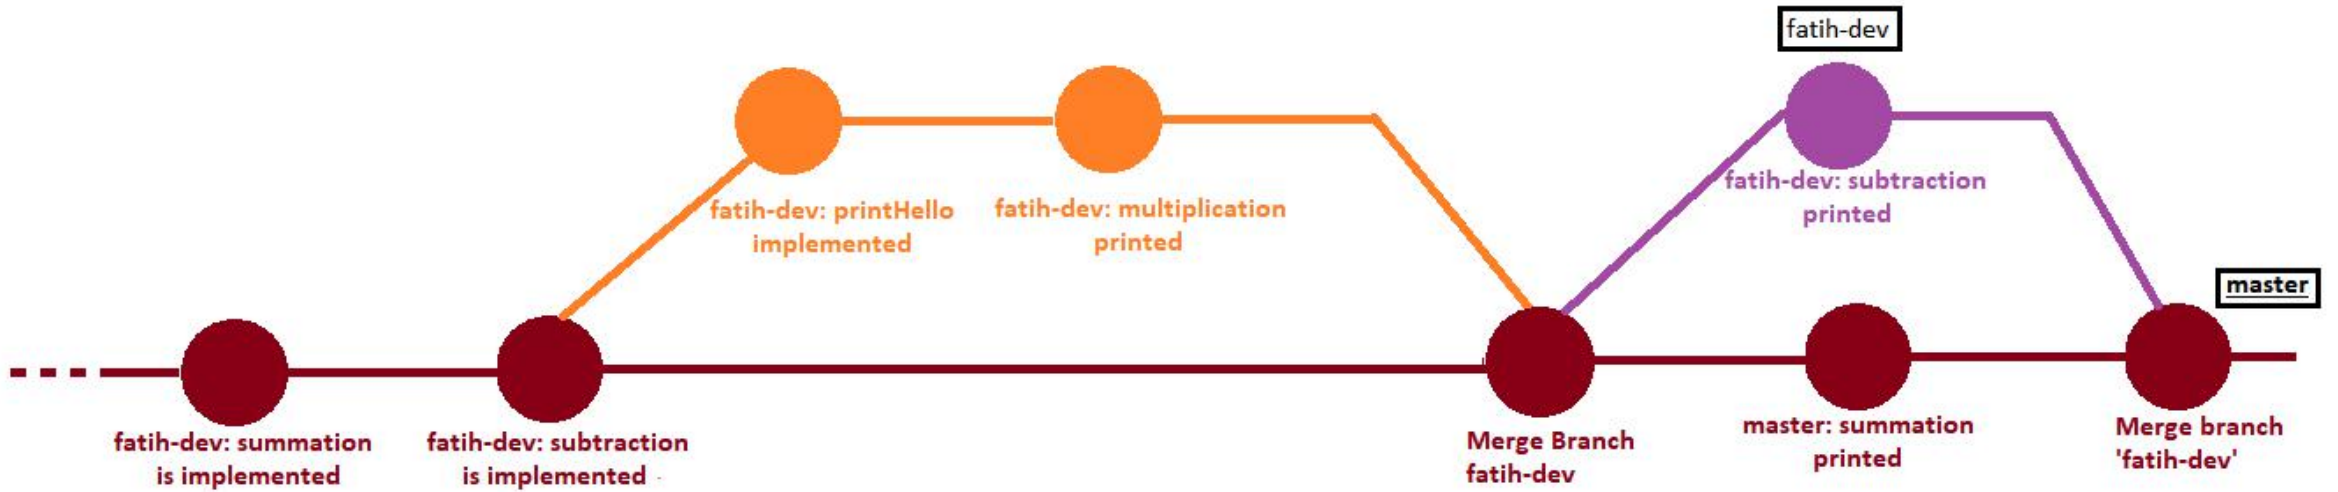 fatih-dev
fatih-dev: printHello
implemented
fatih-dev: multiplication
printed
fatih-dev: subtraction
printed
master
fatih-dev: summation
is implemented
fatih-dev: subtraction
is implemented
Merge Branch
fatih-dev
master: summation
printed
Merge branch
'fatih-dev'